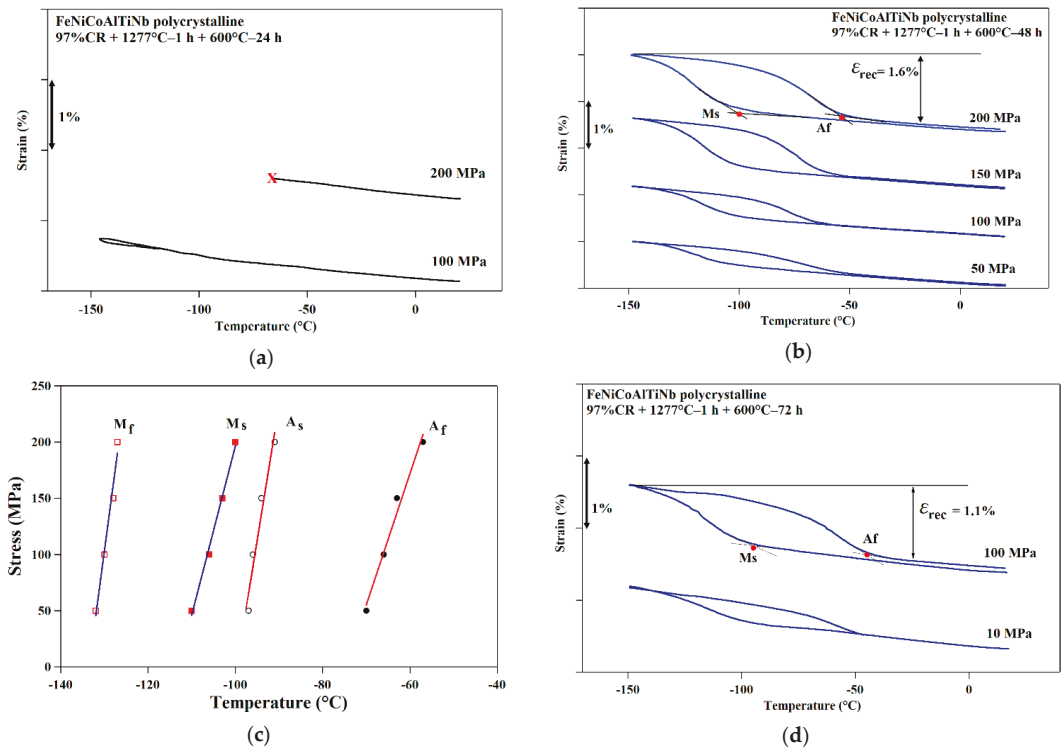 FeNiCoAlTiNb polycrystalline
97%CR + 1277°C–1 h + 600°C–24 h
1%
Strain (%)
X
200 MPa
100 MPa
-150
-100
-50
0
Temperature (°C)
(a)
FeNiCoAlTiNb polycrystalline
97%CR + 1277°C–1 h + 600°C–48 h
εrec= 1.6%
1%
Strain (%)
Ms
Af
200 MPa
150 MPa
100 MPa
50 MPa
-150
-100
-50
0
Temperature (°C)
(b)
250
200
150
100
50
0
Stress (MPa)
Mf
Ms
As
Af
-140
-120
-100
-80
-60
-40
Temperature (°C)
(c)
FeNiCoAlTiNb polycrystalline
97%CR + 1277°C–1 h + 600°C–72 h
1%
Strain (%)
εrec = 1.1%
Ms
Af
100 MPa
10 MPa
-150
-100
-50
0
Temperature (°C)
(d)